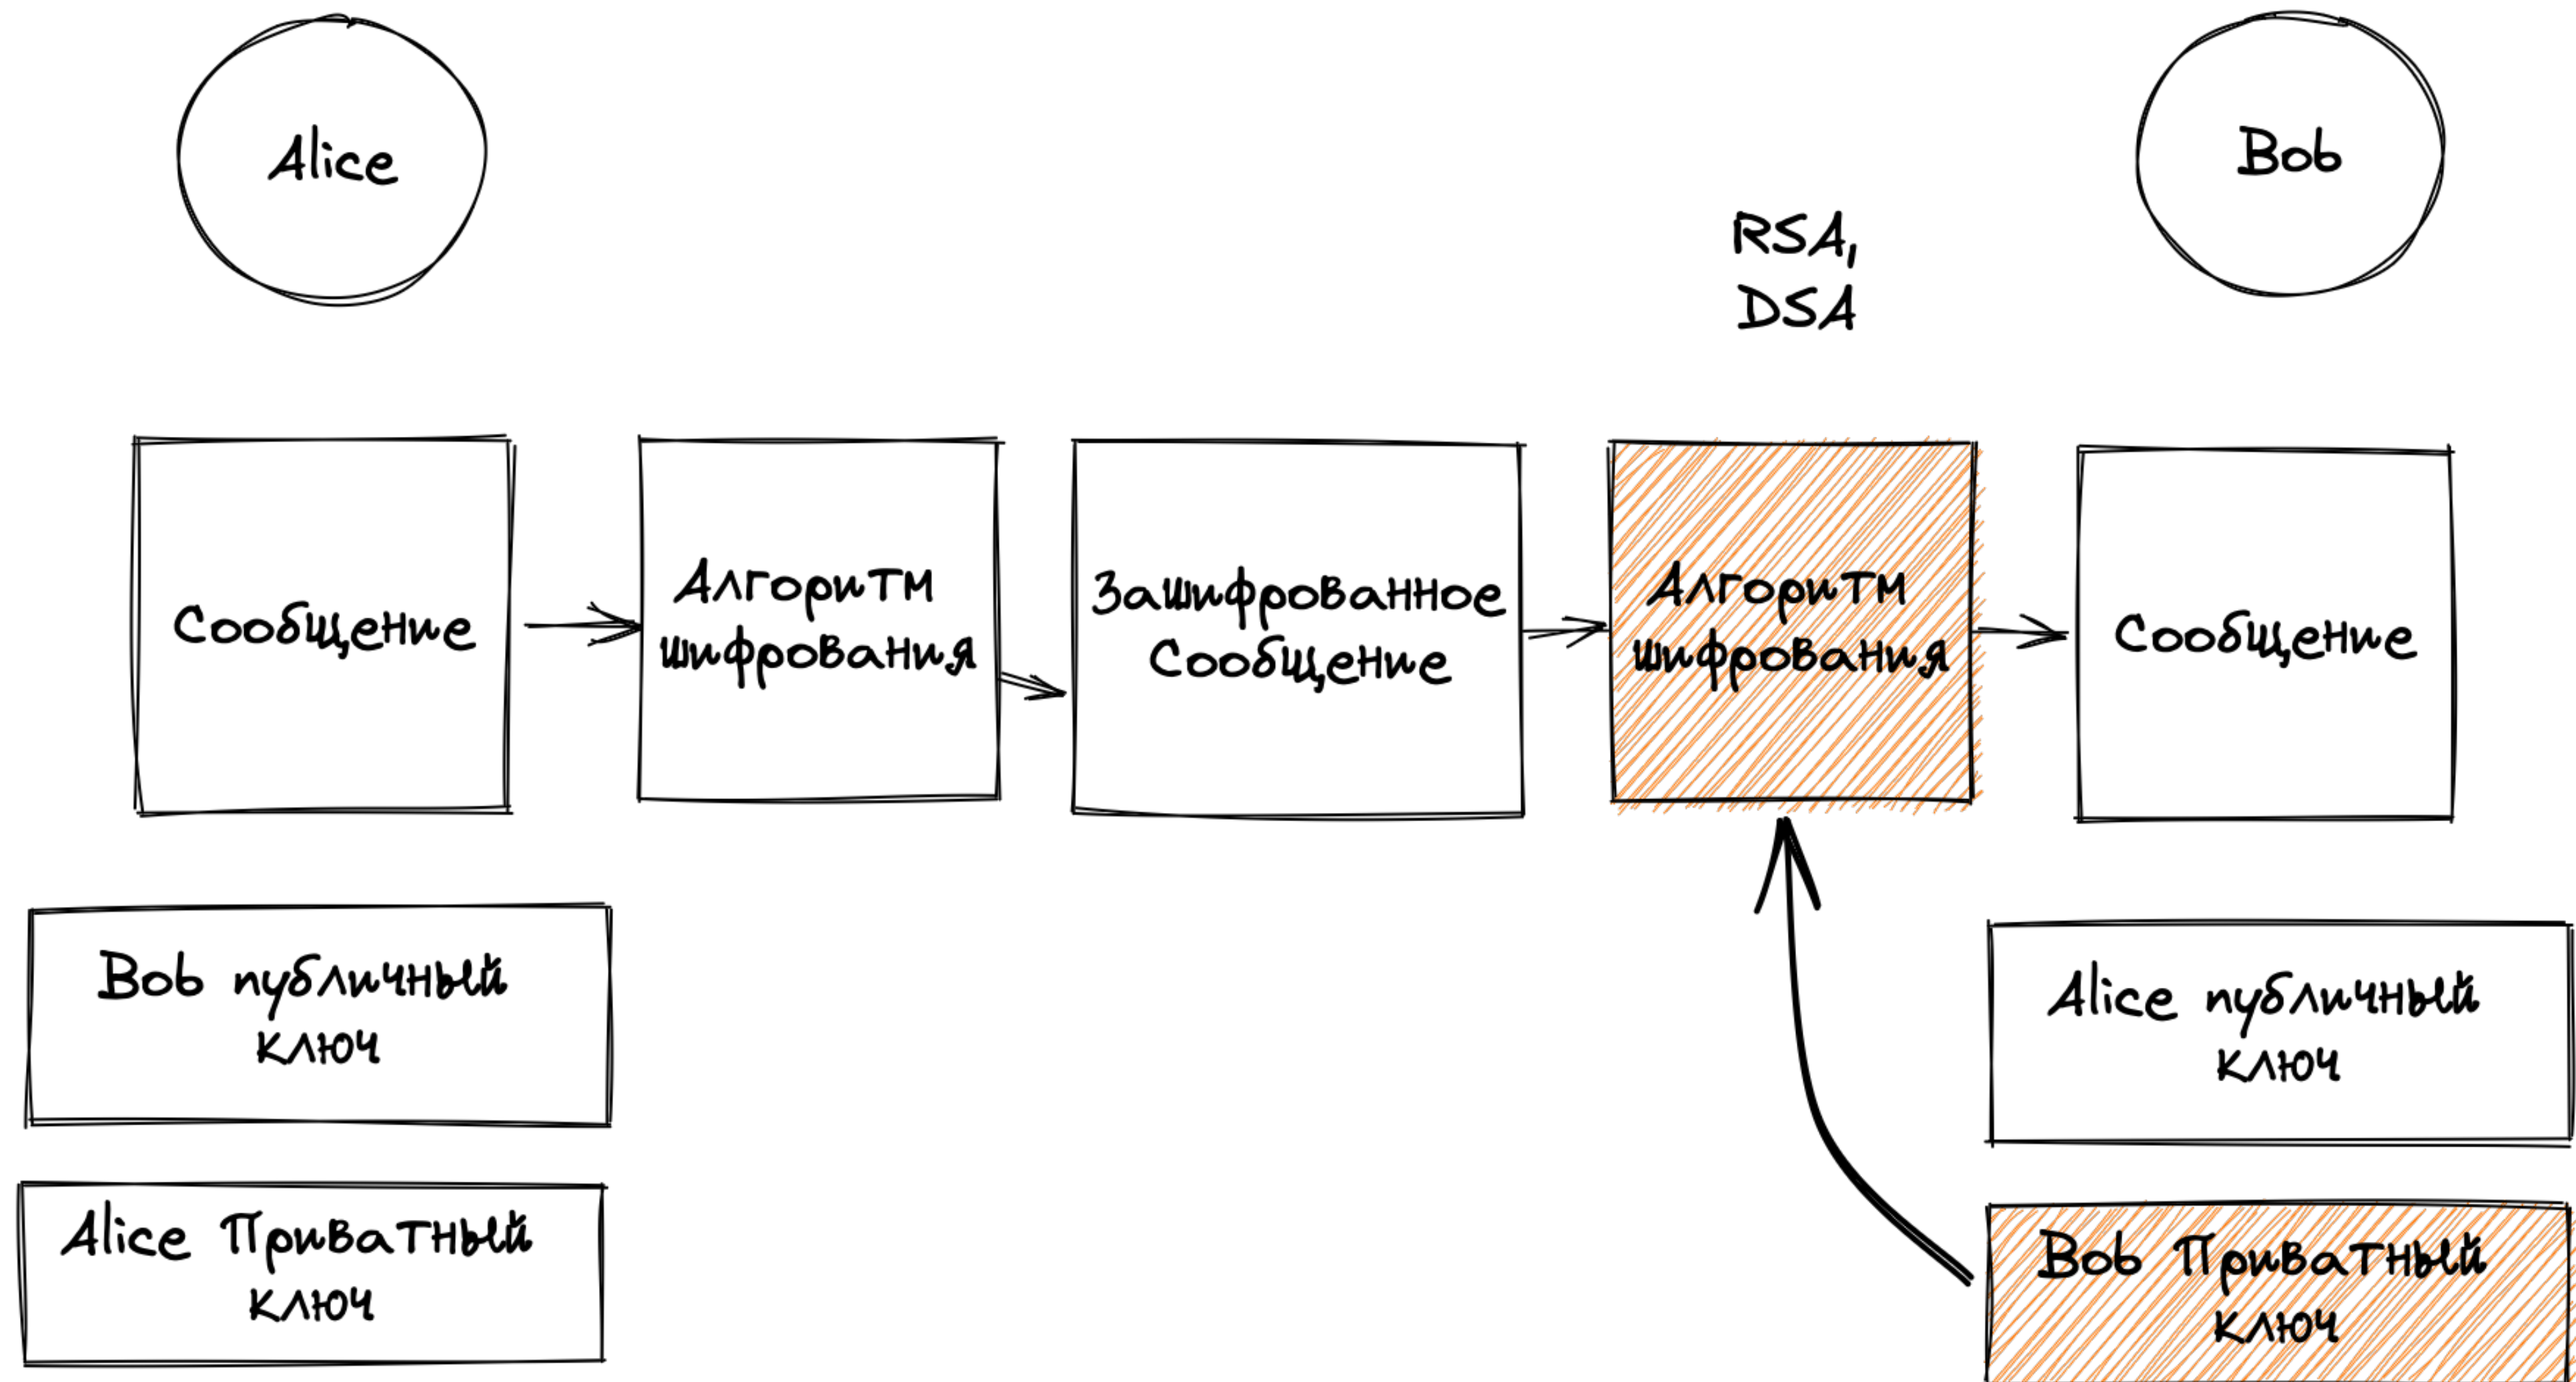 Alice
Bob
RSA,
DSA
Сообщение
Алгоритм
шифрования
Зашифрованное
Сообщение
Алгоритм
шифрования
Сообщение
Bob публичный
ключ
Alice публичный
ключ
Alice Приватный
ключ
Bob Приватный
ключ